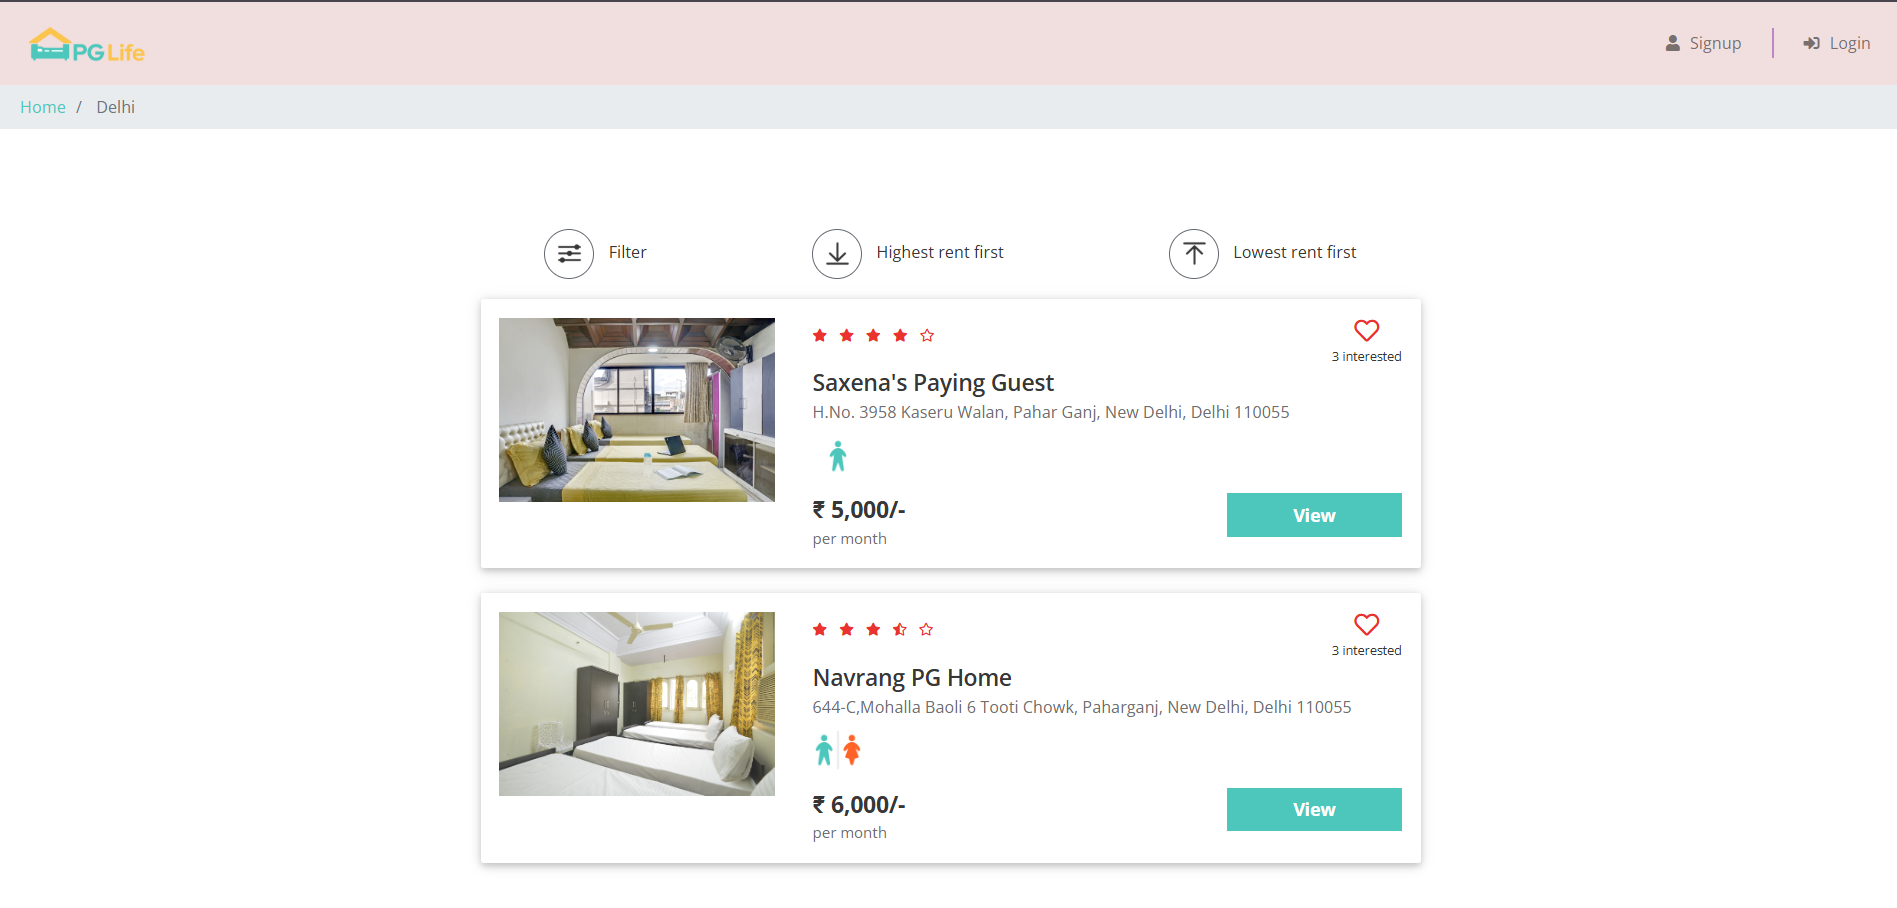 PG Life
Signup
Login
Home / Delhi
Filter
Highest rent first
Lowest rent first
3 interested
Saxena's Paying Guest
H.No. 3958 Kaseru Walan, Pahar Ganj, New Delhi, Delhi 110055
₹ 5,000/-
View
per month
3 interested
Navrang PG Home
644-C,Mohalla Baoli 6 Tooti Chowk, Paharganj, New Delhi, Delhi 110055
₹ 6,000/-
View
per month